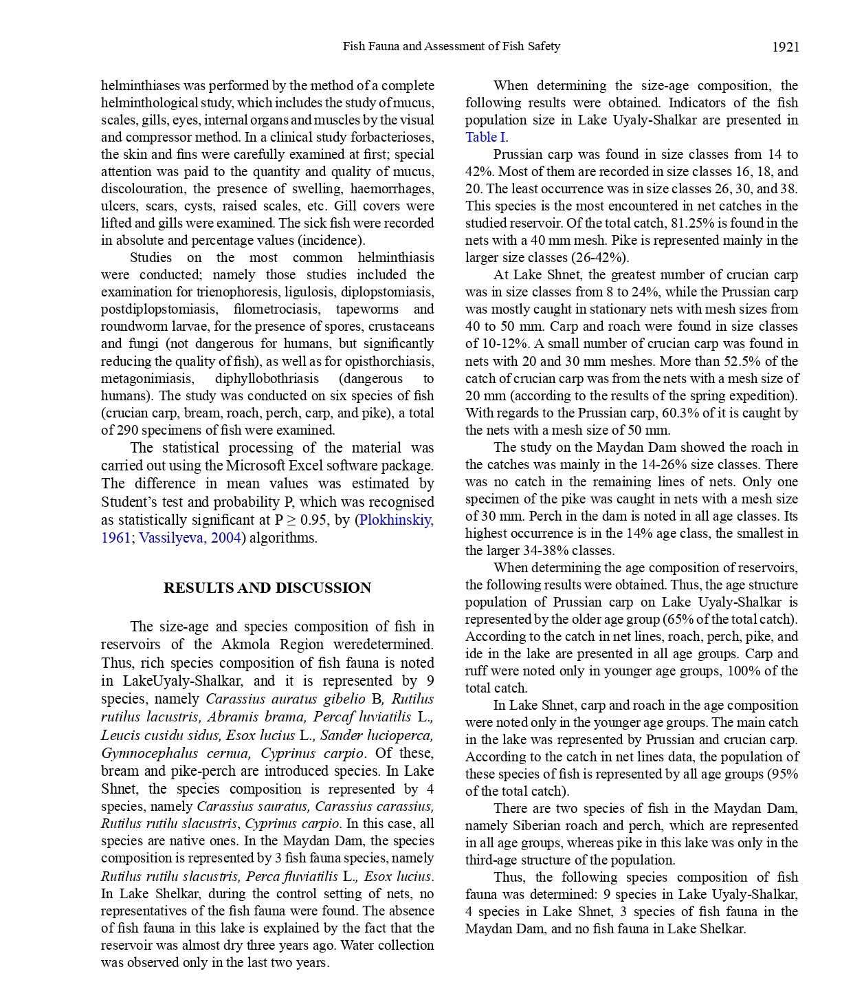 Fish Fauna and Assessment of Fish Safety
1921
helminthiases was performed by the method of a complete
helminthological study, which includes the study of mucus,
scales, gills, eyes, internal organs and muscles by the visual
and compressor method. In a clinical study forbacterioses,
the skin and fins were carefully examined at first; special
attention was paid to the quantity and quality of mucus,
discolouration, the presence of swelling, haemorrhages,
ulcers, scars, cysts, raised scales, etc. Gill covers were
lifted and gills were examined. The sick fish were recorded
in absolute and percentage values (incidence).
Studies on the most common helminthiasis
were conducted; namely those studies included the
examination for trienophoresis, ligulosis, diplopstomiasis,
postdiplopstomiasis, filometrociasis, tapeworms and
roundworm larvae, for the presence of spores, crustaceans
and fungi (not dangerous for humans, but significantly
reducing the quality of fish), as well as for opisthorchiasis,
metagonimiasis, diphyllobothriasis (dangerous to
humans). The study was conducted on six species of fish
(crucian carp, bream, roach, perch, carp, and pike), a total
of 290 specimens of fish were examined.
The statistical processing of the material was
carried out using the Microsoft Excel software package.
The difference in mean values was estimated by
Student’s test and probability P, which was recognised
as statistically significant at P ≥ 0.95, by (Plokhinskiy,
1961; Vassilyeva, 2004) algorithms.
RESULTS AND DISCUSSION
The size-age and species composition of fish in
reservoirs of the Akmola Region weredetermined.
Thus, rich species composition of fish fauna is noted
in LakeUyaly-Shalkar, and it is represented by 9
species, namely Carassius auratus gibelio B, Rutilus
rutilus lacustris, Abramis brama, Percaf luviatilis L.,
Leucis cusidu sidus, Esox lucius L., Sander lucioperca,
Gymnocephalus cernua, Cyprinus carpio. Of these,
bream and pike-perch are introduced species. In Lake
Shnet, the species composition is represented by 4
species, namely Carassius sauratus, Carassius carassius,
Rutilus rutilu slacustris, Cyprinus carpio. In this case, all
species are native ones. In the Maydan Dam, the species
composition is represented by 3 fish fauna species, namely
Rutilus rutilu slacustris, Perca fluviatilis L., Esox lucius.
In Lake Shelkar, during the control setting of nets, no
representatives of the fish fauna were found. The absence
of fish fauna in this lake is explained by the fact that the
reservoir was almost dry three years ago. Water collection
was observed only in the last two years.
When determining the size-age composition, the
following results were obtained. Indicators of the fish
population size in Lake Uyaly-Shalkar are presented in
Table I.
Prussian carp was found in size classes from 14 to
42%. Most of them are recorded in size classes 16, 18, and
20. The least occurrence was in size classes 26, 30, and 38.
This species is the most encountered in net catches in the
studied reservoir. Of the total catch, 81.25% is found in the
nets with a 40 mm mesh. Pike is represented mainly in the
larger size classes (26-42%).
At Lake Shnet, the greatest number of crucian carp
was in size classes from 8 to 24%, while the Prussian carp
was mostly caught in stationary nets with mesh sizes from
40 to 50 mm. Carp and roach were found in size classes
of 10-12%. A small number of crucian carp was found in
nets with 20 and 30 mm meshes. More than 52.5% of the
catch of crucian carp was from the nets with a mesh size of
20 mm (according to the results of the spring expedition).
With regards to the Prussian carp, 60.3% of it is caught by
the nets with a mesh size of 50 mm.
The study on the Maydan Dam showed the roach in
the catches was mainly in the 14-26% size classes. There
was no catch in the remaining lines of nets. Only one
specimen of the pike was caught in nets with a mesh size
of 30 mm. Perch in the dam is noted in all age classes. Its
highest occurrence is in the 14% age class, the smallest in
the larger 34-38% classes.
When determining the age composition of reservoirs,
the following results were obtained. Thus, the age structure
population of Prussian carp on Lake Uyaly-Shalkar is
represented by the older age group (65% of the total catch).
According to the catch in net lines, roach, perch, pike, and
ide in the lake are presented in all age groups. Carp and
ruff were noted only in younger age groups, 100% of the
total catch.
In Lake Shnet, carp and roach in the age composition
were noted only in the younger age groups. The main catch
in the lake was represented by Prussian and crucian carp.
According to the catch in net lines data, the population of
these species of fish is represented by all age groups (95%
of the total catch).
There are two species of fish in the Maydan Dam,
namely Siberian roach and perch, which are represented
in all age groups, whereas pike in this lake was only in the
third-age structure of the population.
Thus, the following species composition of fish
fauna was determined: 9 species in Lake Uyaly-Shalkar,
4 species in Lake Shnet, 3 species of fish fauna in the
Maydan Dam, and no fish fauna in Lake Shelkar.